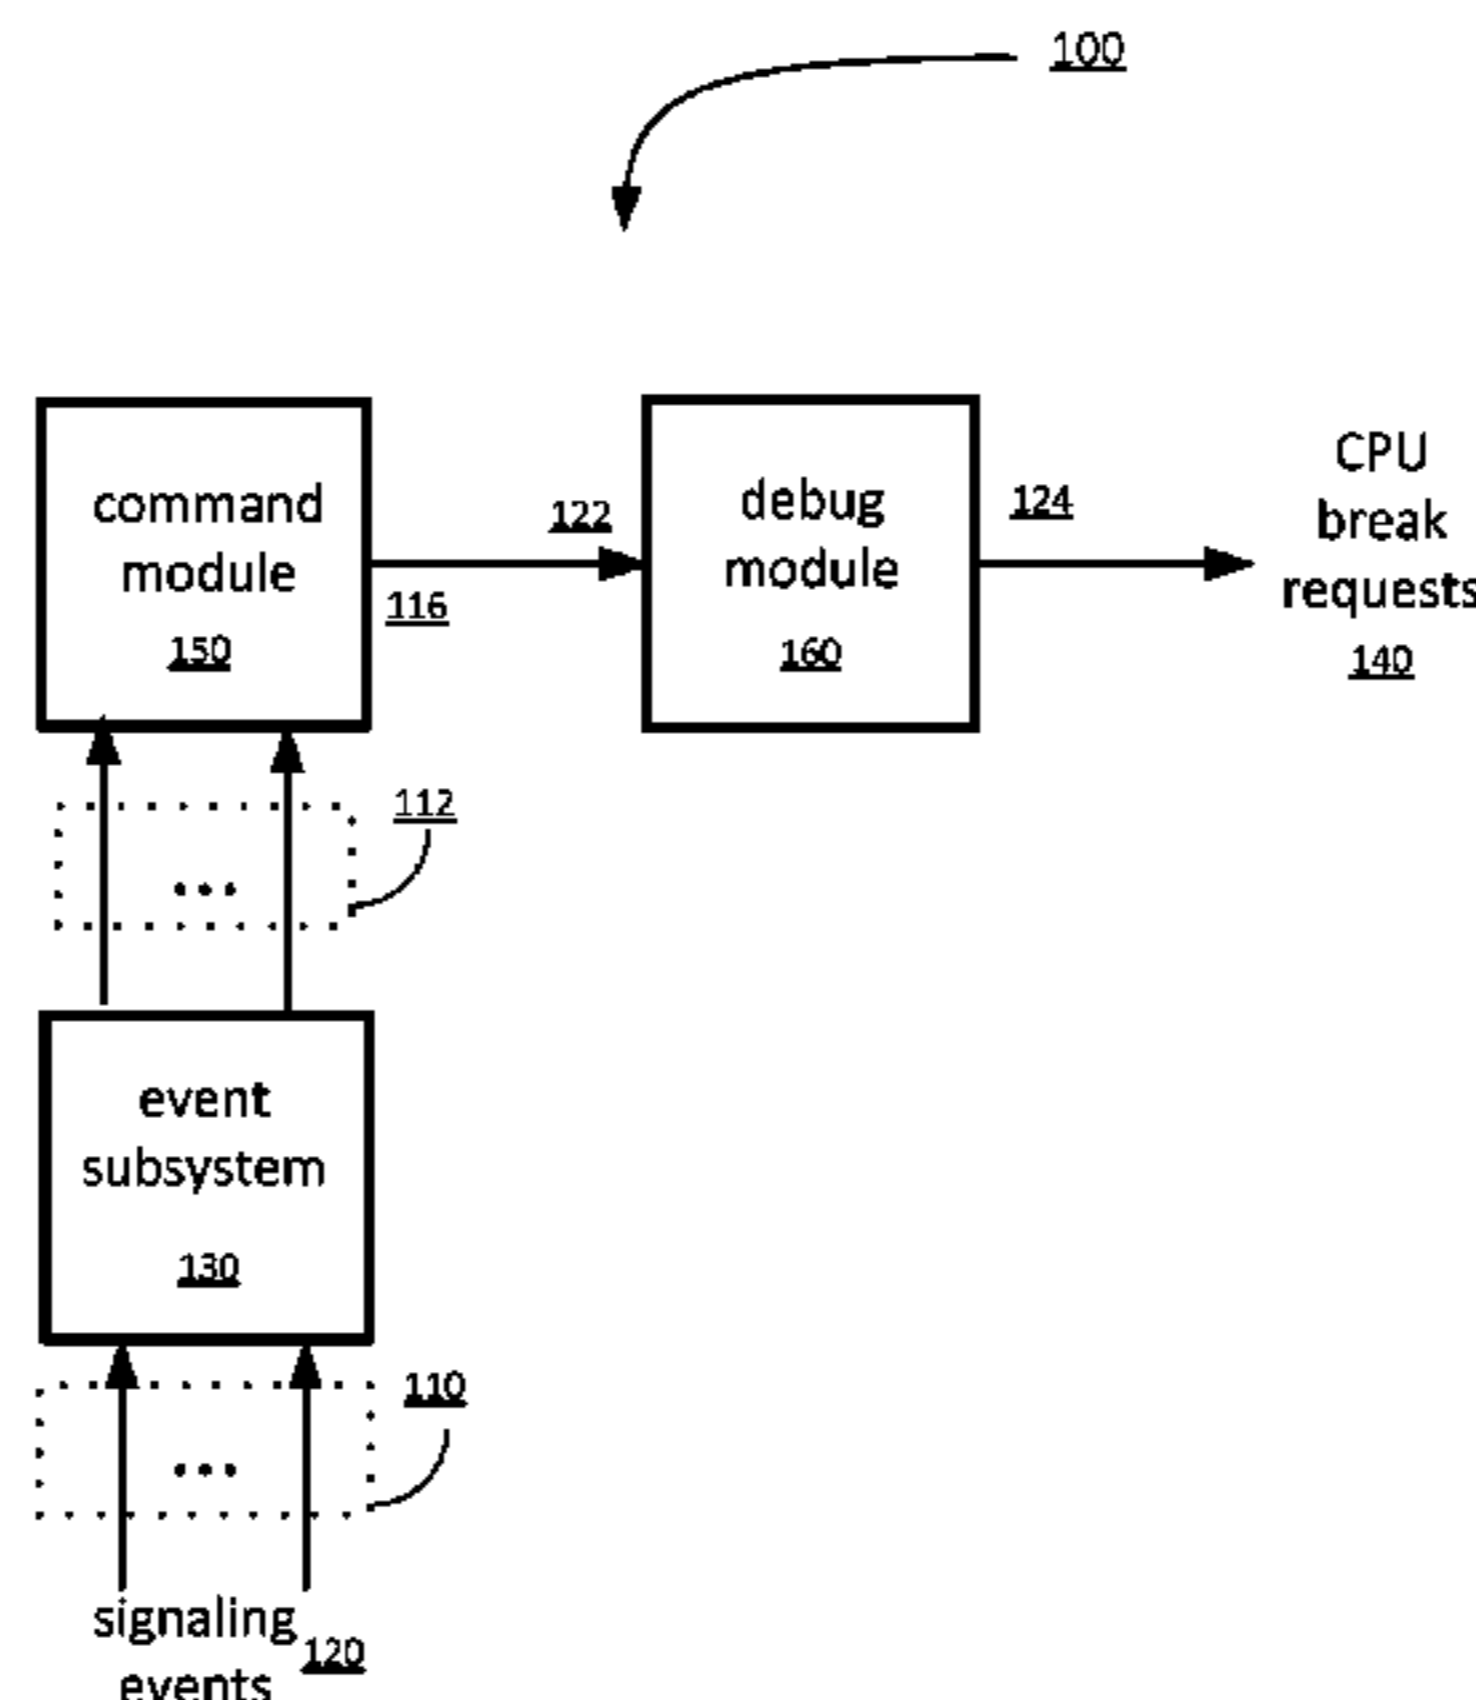 100
command
module
150
116
122
debug
module
160
124
CPU
break
requests
140
112
event
subsystem
130
110
signaling
events
120